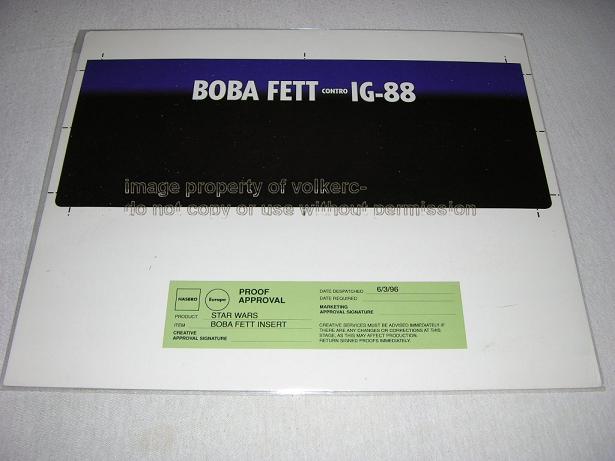 BOBA FETT CONTRO IG-88
image property of volkerc-
do not copy or use without permission
HASBRO Europe PROOF APPROVAL
PRODUCT STAR WARS
ITEM BOBA FETT INSERT
CREATIVE
APPROVAL SIGNATURE
DATE DESPATCHED 6/3/96
DATE REQUIRED
MARKETING
APPROVAL SIGNATURE
CREATIVE SERVICES MUST BE ADVISED IMMEDIATELY IF
THERE ARE ANY CHANGES OR CORRECTIONS AT THIS
STAGE, AS THIS MAY AFFECT PRODUCTION.
RETURN SIGNED PROOFS IMMEDIATELY.